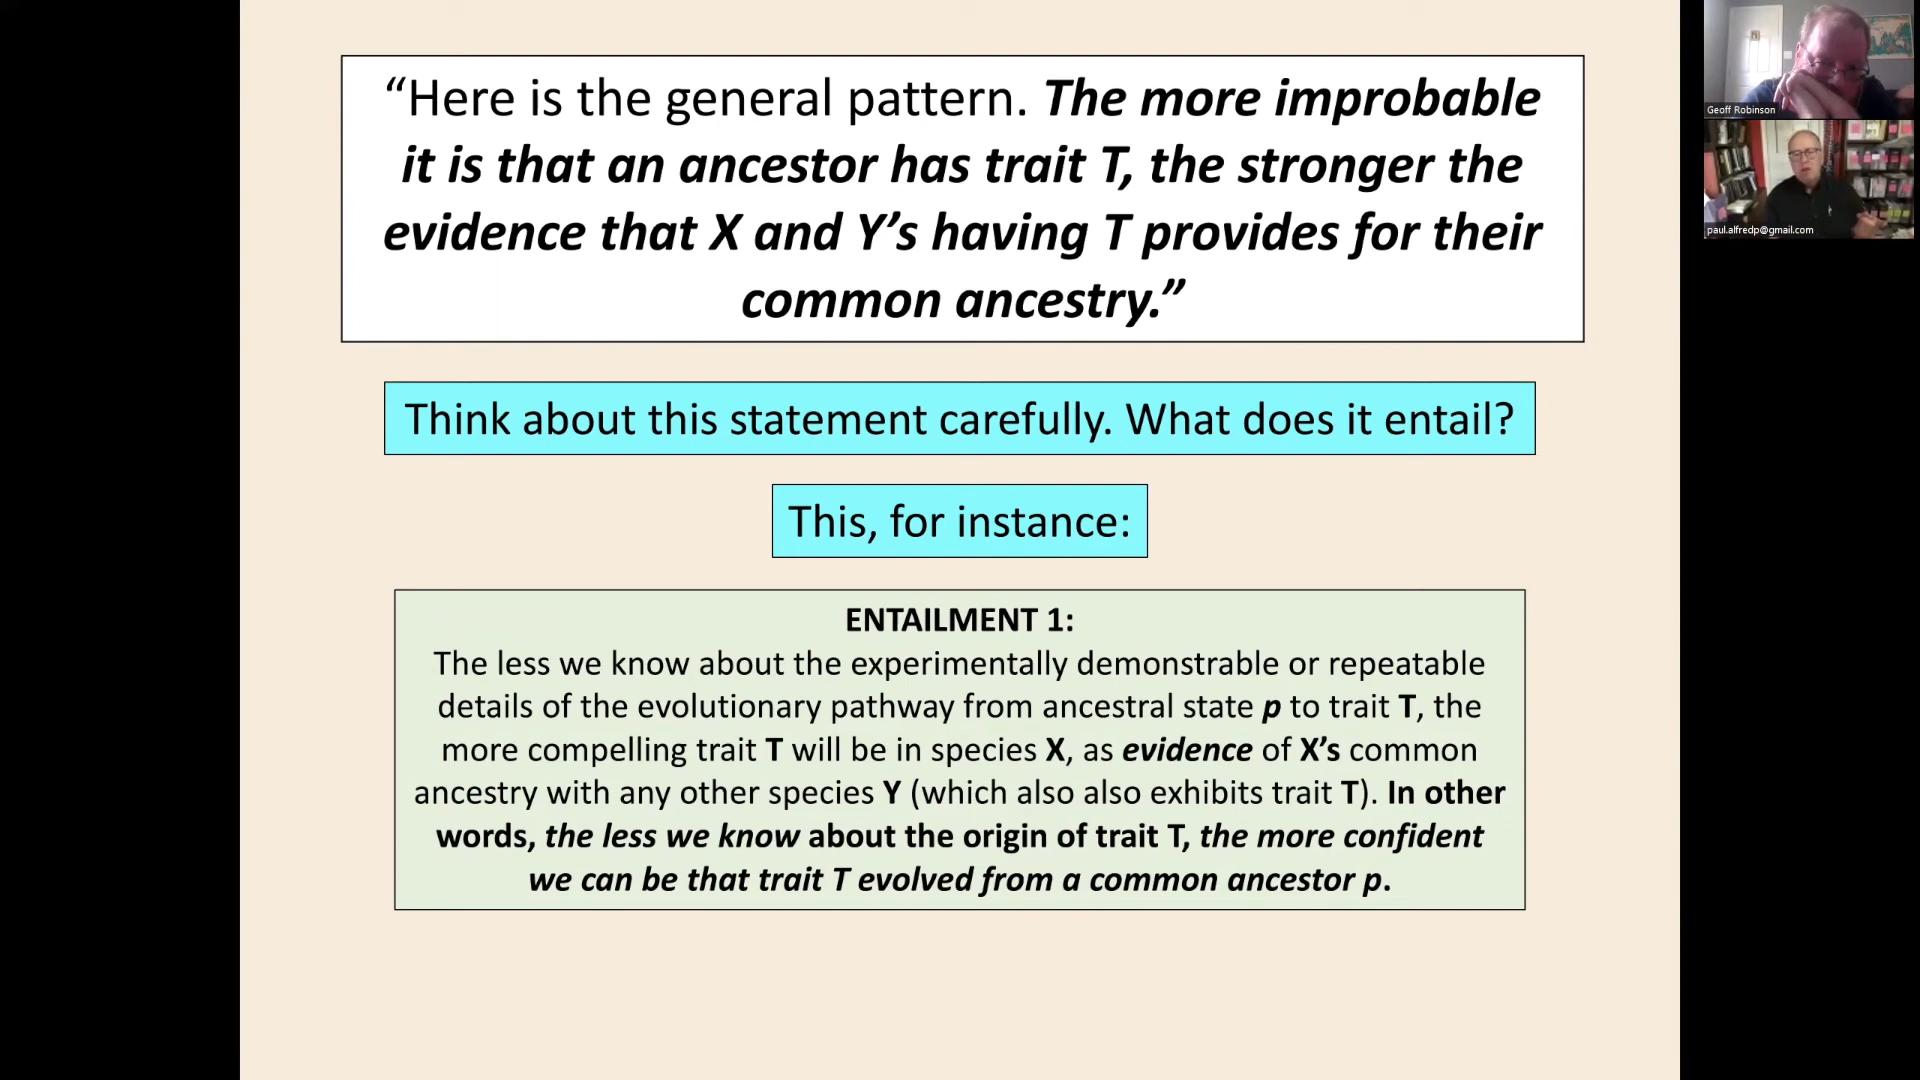 “Here is the general pattern. The more improbable
it is that an ancestor has trait T, the stronger the
evidence that X and Y’s having T provides for their
common ancestry.”
Think about this statement carefully. What does it entail?
This, for instance:
ENTAILMENT 1:
The less we know about the experimentally demonstrable or repeatable
details of the evolutionary pathway from ancestral state p to trait T, the
more compelling trait T will be in species X, as evidence of X’s common
ancestry with any other species Y (which also also exhibits trait T). In other
words, the less we know about the origin of trait T, the more confident
we can be that trait T evolved from a common ancestor p.
Geoff Robinson
paul.alfredp@gmail.com